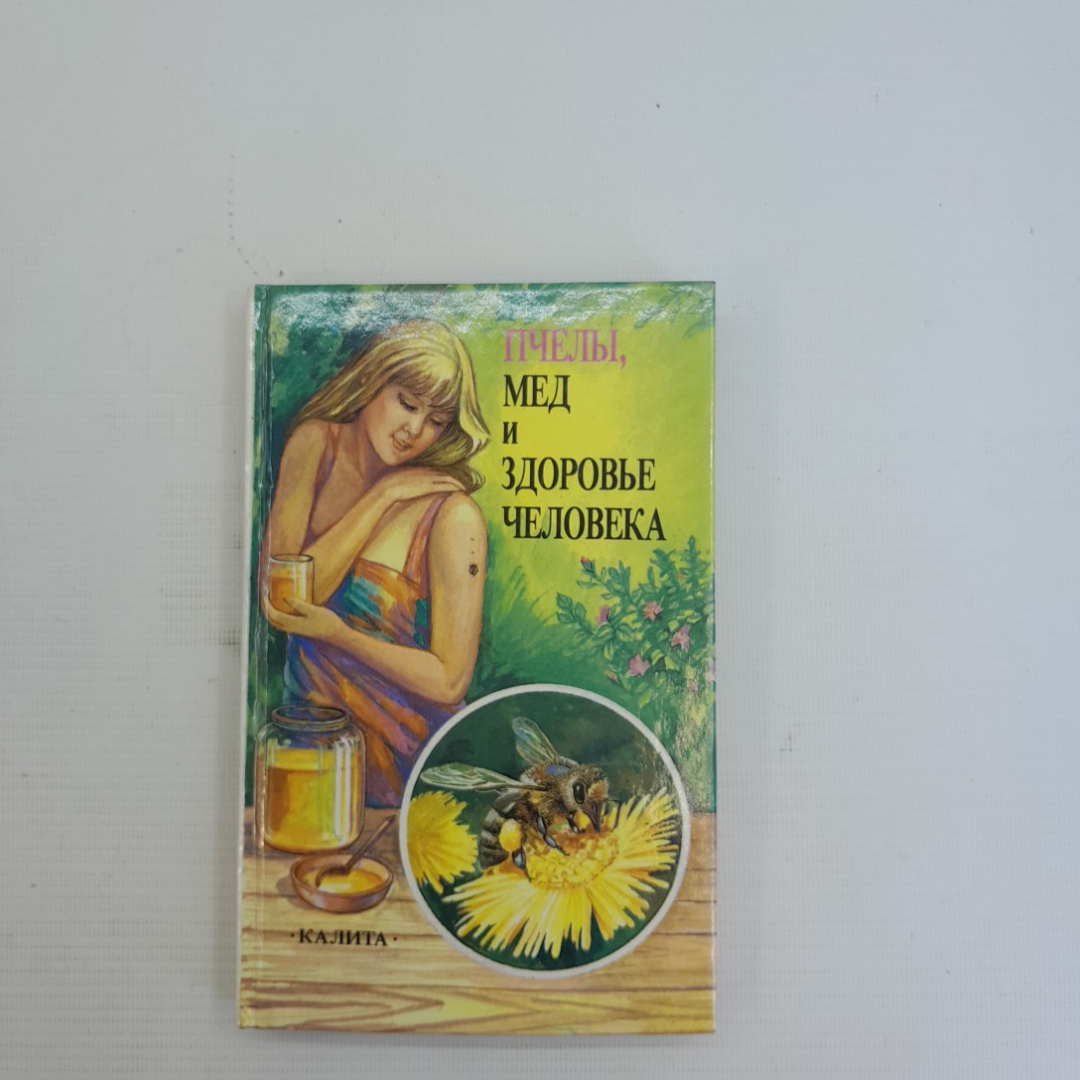 ПЧЕЛЫ,
МЕД
И
ЗДОРОВЬЕ
ЧЕЛОВЕКА
·КАЛИТА·